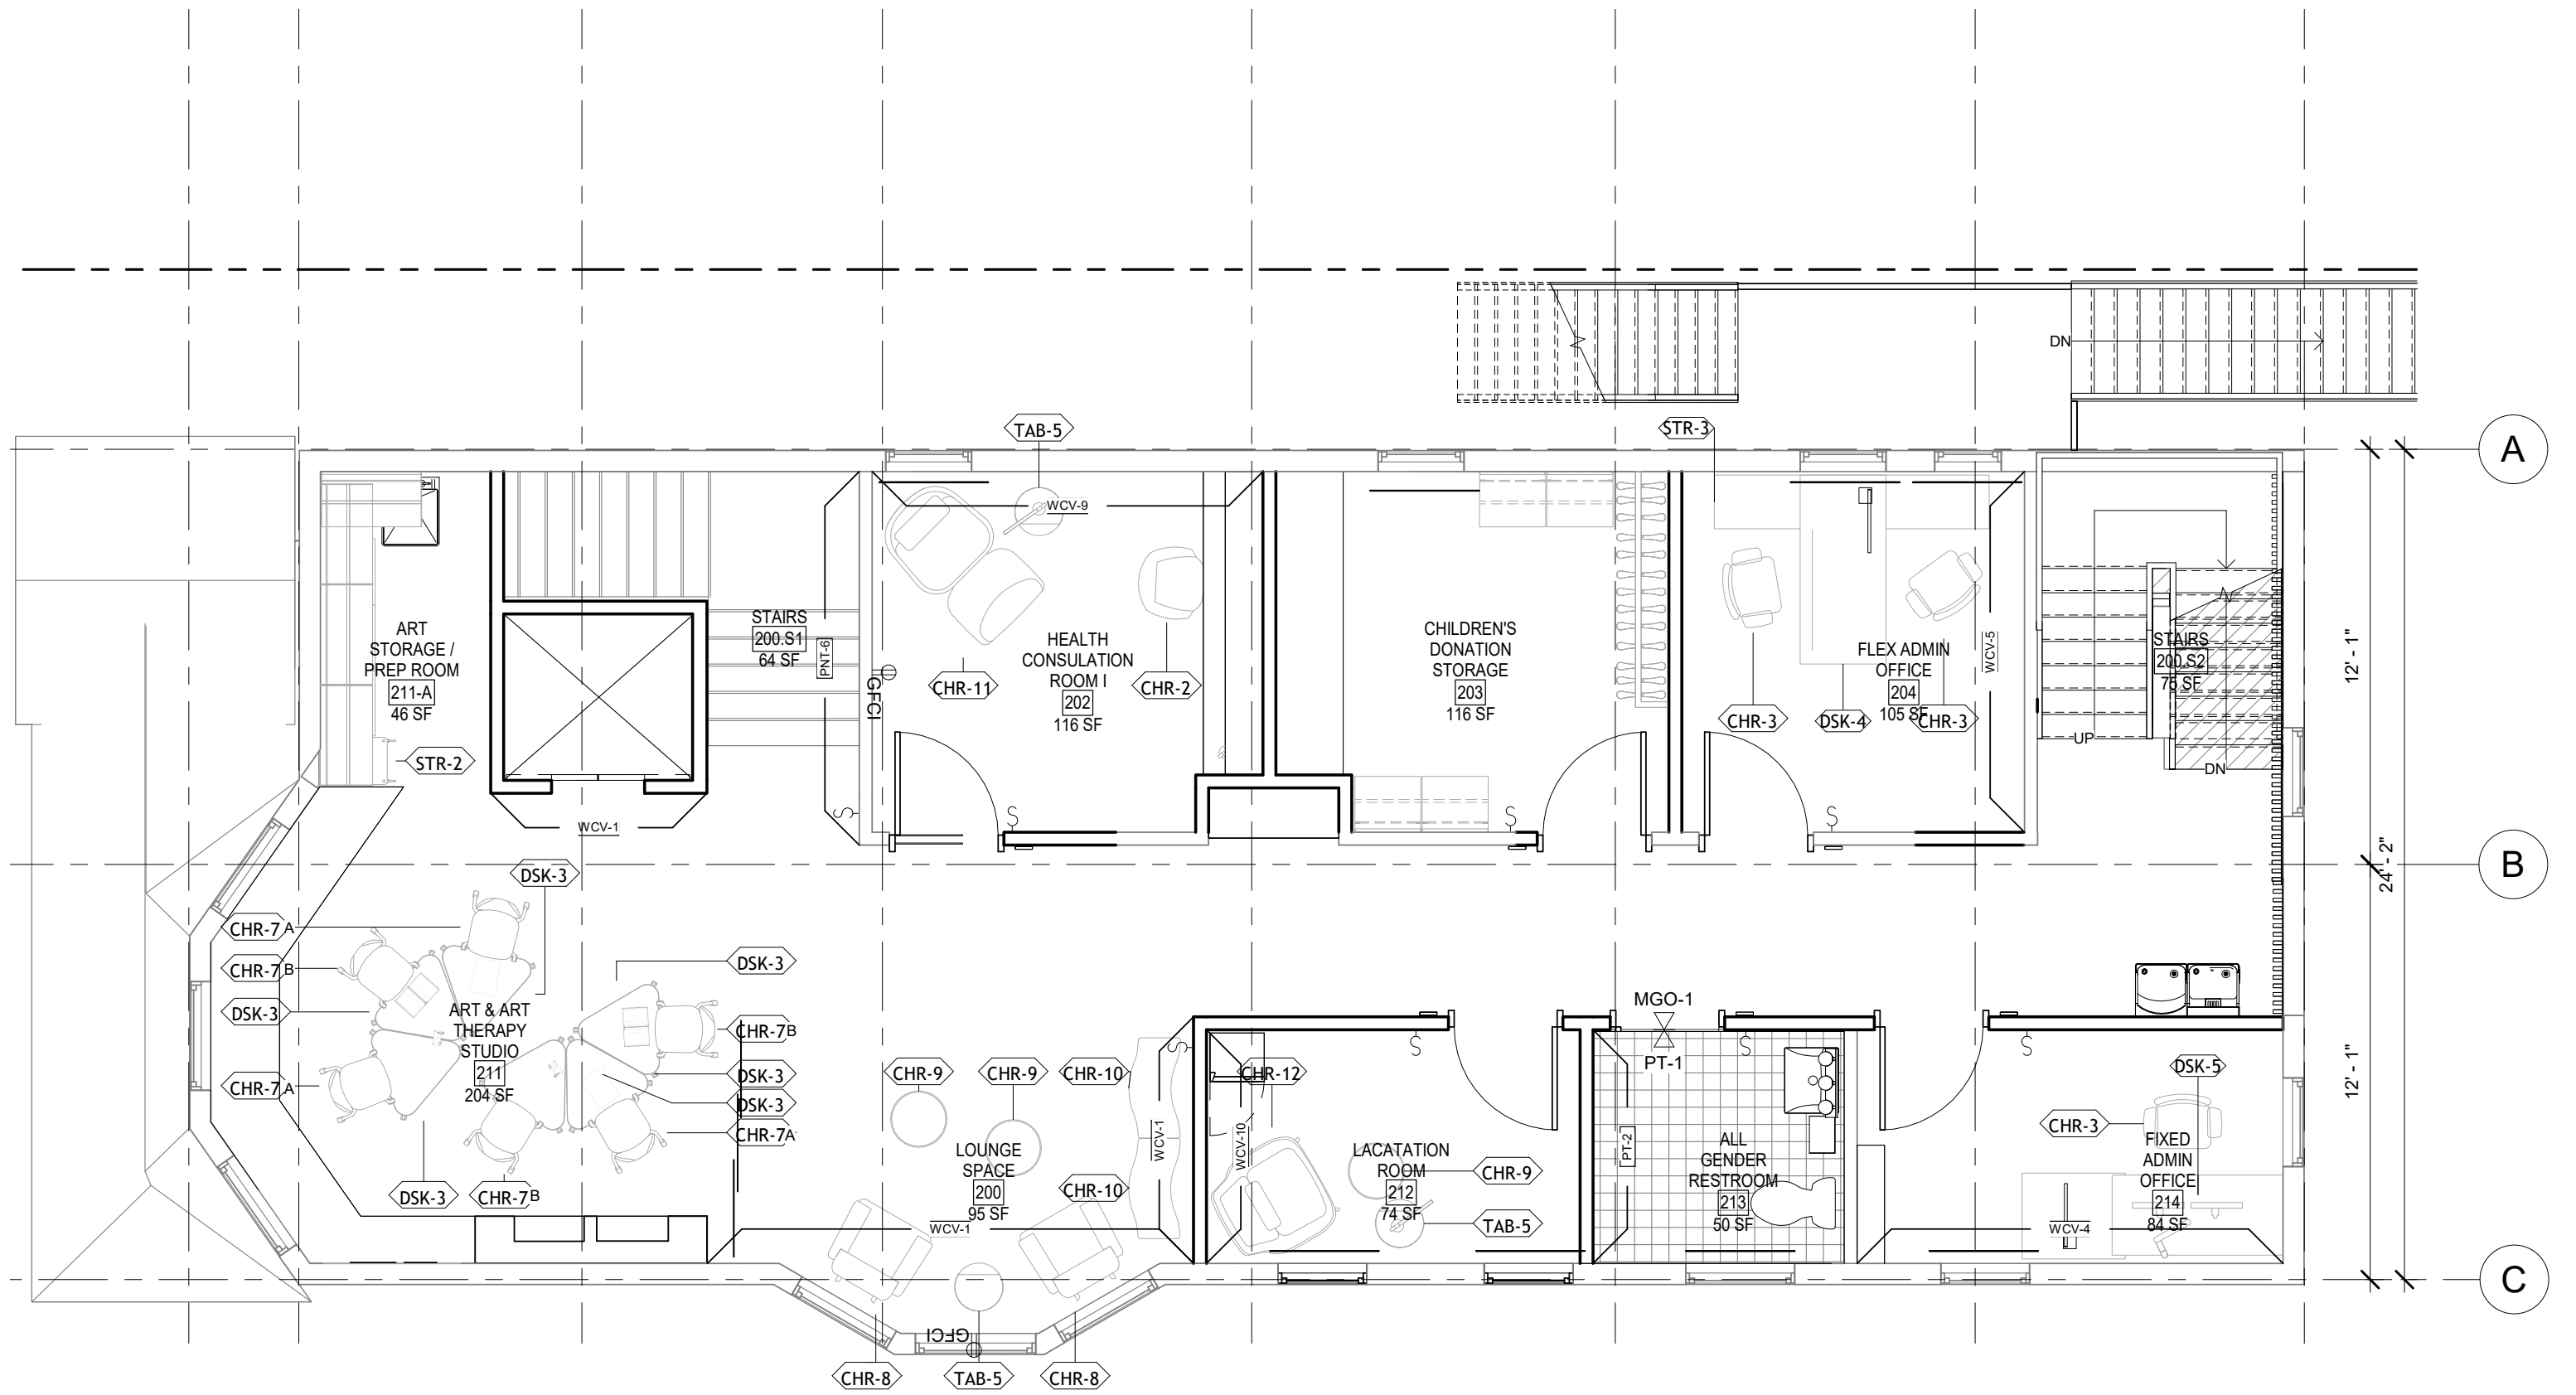 DN
TAB-5
STR-3
A
WCV-9
ART
STORAGE /
PREP ROOM
211-A
46 SF
STR-2
STAIRS
200.S1
64 SF
PNT-6
GFCI
HEALTH
CONSULATION
ROOM I
202
116 SF
CHR-11
CHR-2
CHILDREN'S
DONATION
STORAGE
203
116 SF
FLEX ADMIN
OFFICE
204
105 SF
CHR-3
DSK-4
CHR-3
WCV-5
STAIRS
200.S2
75 SF
UP
DN
12' - 1"
24' - 2"
WCV-1
S
S
S
S
B
DSK-3
CHR-7A
CHR-7B
DSK-3
CHR-7A
DSK-3
CHR-7B
ART & ART
THERAPY
STUDIO
211
204 SF
DSK-3
CHR-7B
DSK-3
DSK-3
CHR-7A
CHR-9
CHR-9
CHR-10
CHR-10
LOUNGE
SPACE
200
95 SF
WCV-1
WCV-1
S
CHR-12
WCV-10
LACATATION
ROOM
212
74 SF
CHR-9
TAB-5
S
MGO-1
PT-1
PT-2
S
ALL
GENDER
RESTROOM
213
50 SF
S
DSK-5
CHR-3
FIXED
ADMIN
OFFICE
214
84 SF
WCV-4
12' - 1"
C
GFCI
CHR-8
TAB-5
CHR-8